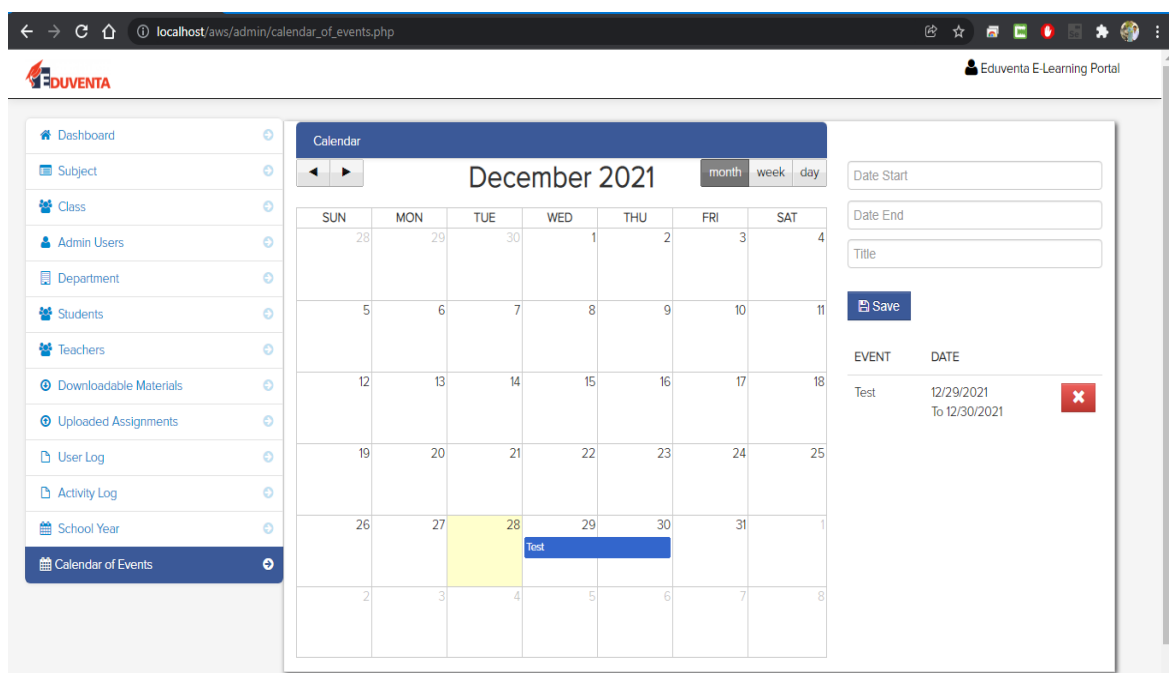 localhost/aws/admin/calendar_of_events.php
EDUVENTA
Eduventa E-Learning Portal
Dashboard
Subject
Class
Admin Users
Department
Students
Teachers
Downloadable Materials
Uploaded Assignments
User Log
Activity Log
School Year
Calendar of Events
Calendar
December 2021
month week day
SUN MON TUE WED THU FRI SAT
28 29 30 1 2 3 4
5 6 7 8 9 10 11
12 13 14 15 16 17 18
19 20 21 22 23 24 25
26 27 28 29 30 31 1
Test
2 3 4 5 6 7 8
Date Start
Date End
Title
Save
EVENT DATE
Test 12/29/2021
To 12/30/2021